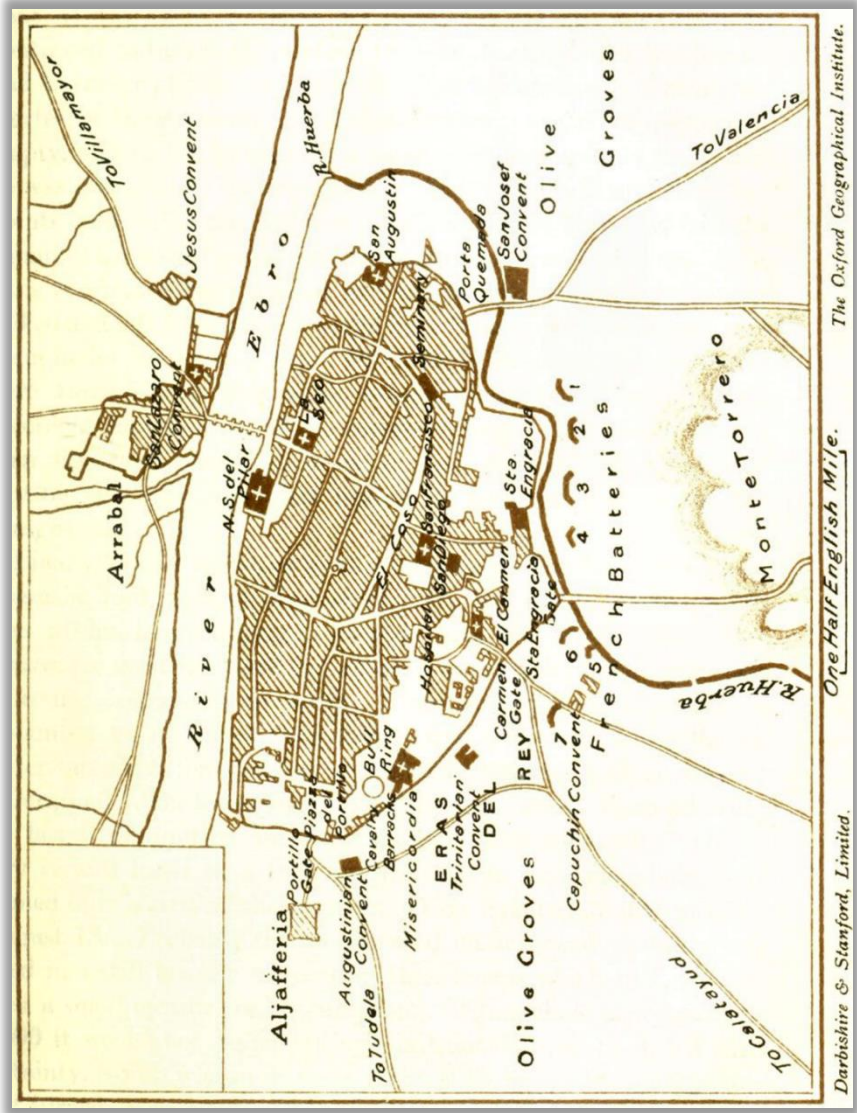 To Villamayor
Jesus Convent
R. Huerba
Arrabal
San Lazaro
Convent
River Ebro
N.S. del
Pilar
La
Seo
San
Augustin
Aljafferia
Portillo
Gate
Piazza
del
Portillo
Augustinian
Convent
Cavalry
Barracks
Bull
Ring
Misericordia
El Coso
San Francisco
Seminary
Hospital
San Diego
Porta
Quemada
San Josef
Convent
Olive
Groves
To Tudela
ERAS
DEL
REY
Trinitarian
Convent
Carmen
Gate
El Carmen
Sta Engracia
Gate
Sta.
Engracia
Olive Groves
Capuchin Convent
7
6
5
4
3
2
1
French Batteries
To Valencia
To Calatayud
R. Huerba
Monte Torrero
One Half English Mile.
Darbishire & Stanford, Limited.
The Oxford Geographical Institute.